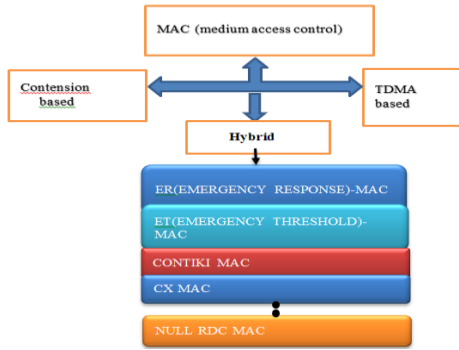 MAC (medium access control)
Contension
based
TDMA
based
Hybrid
ER(EMERGENCY RESPONSE)-MAC
ET(EMERGENCY THRESHOLD)-
MAC
CONTIKI MAC
CX MAC
NULL RDC MAC